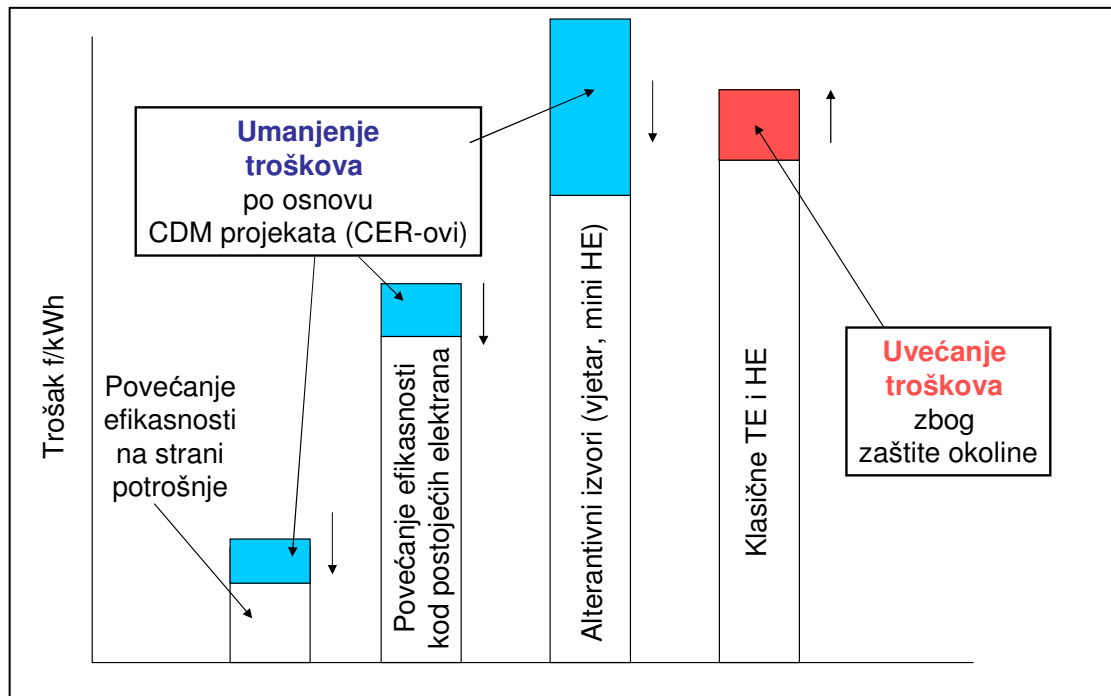 Trošak f/kWh
Umanjenje
troškova
po osnovu
CDM projekata (CER-ovi)
Povećanje
efikasnosti
na strani
potrošnje
Povećanje efikasnosti
kod postojećih elektrana
Alterantivni izvori (vjetar, mini HE)
Klasične TE i HE
Uvećanje
troškova
zbog
zaštite okoline